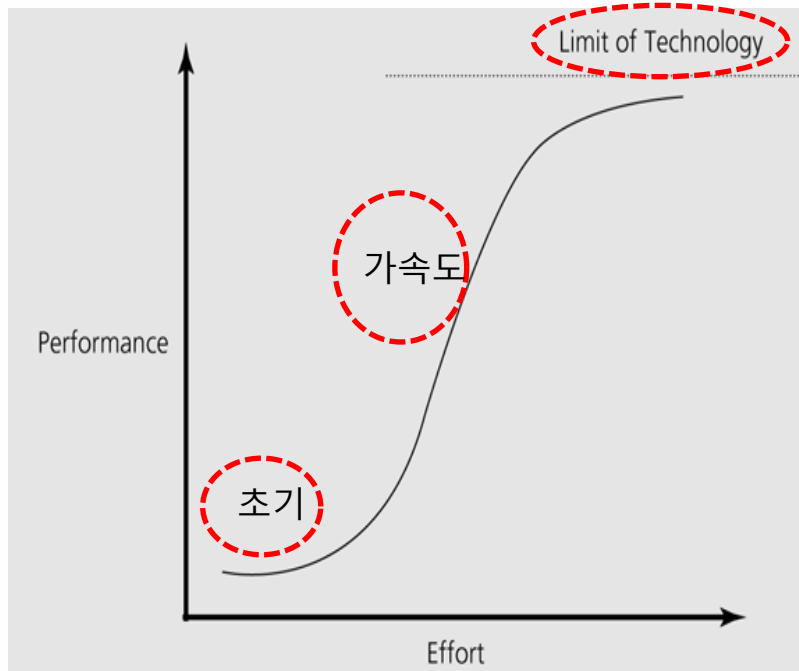 Limit of Technology
가속도
Performance
초기
Effort